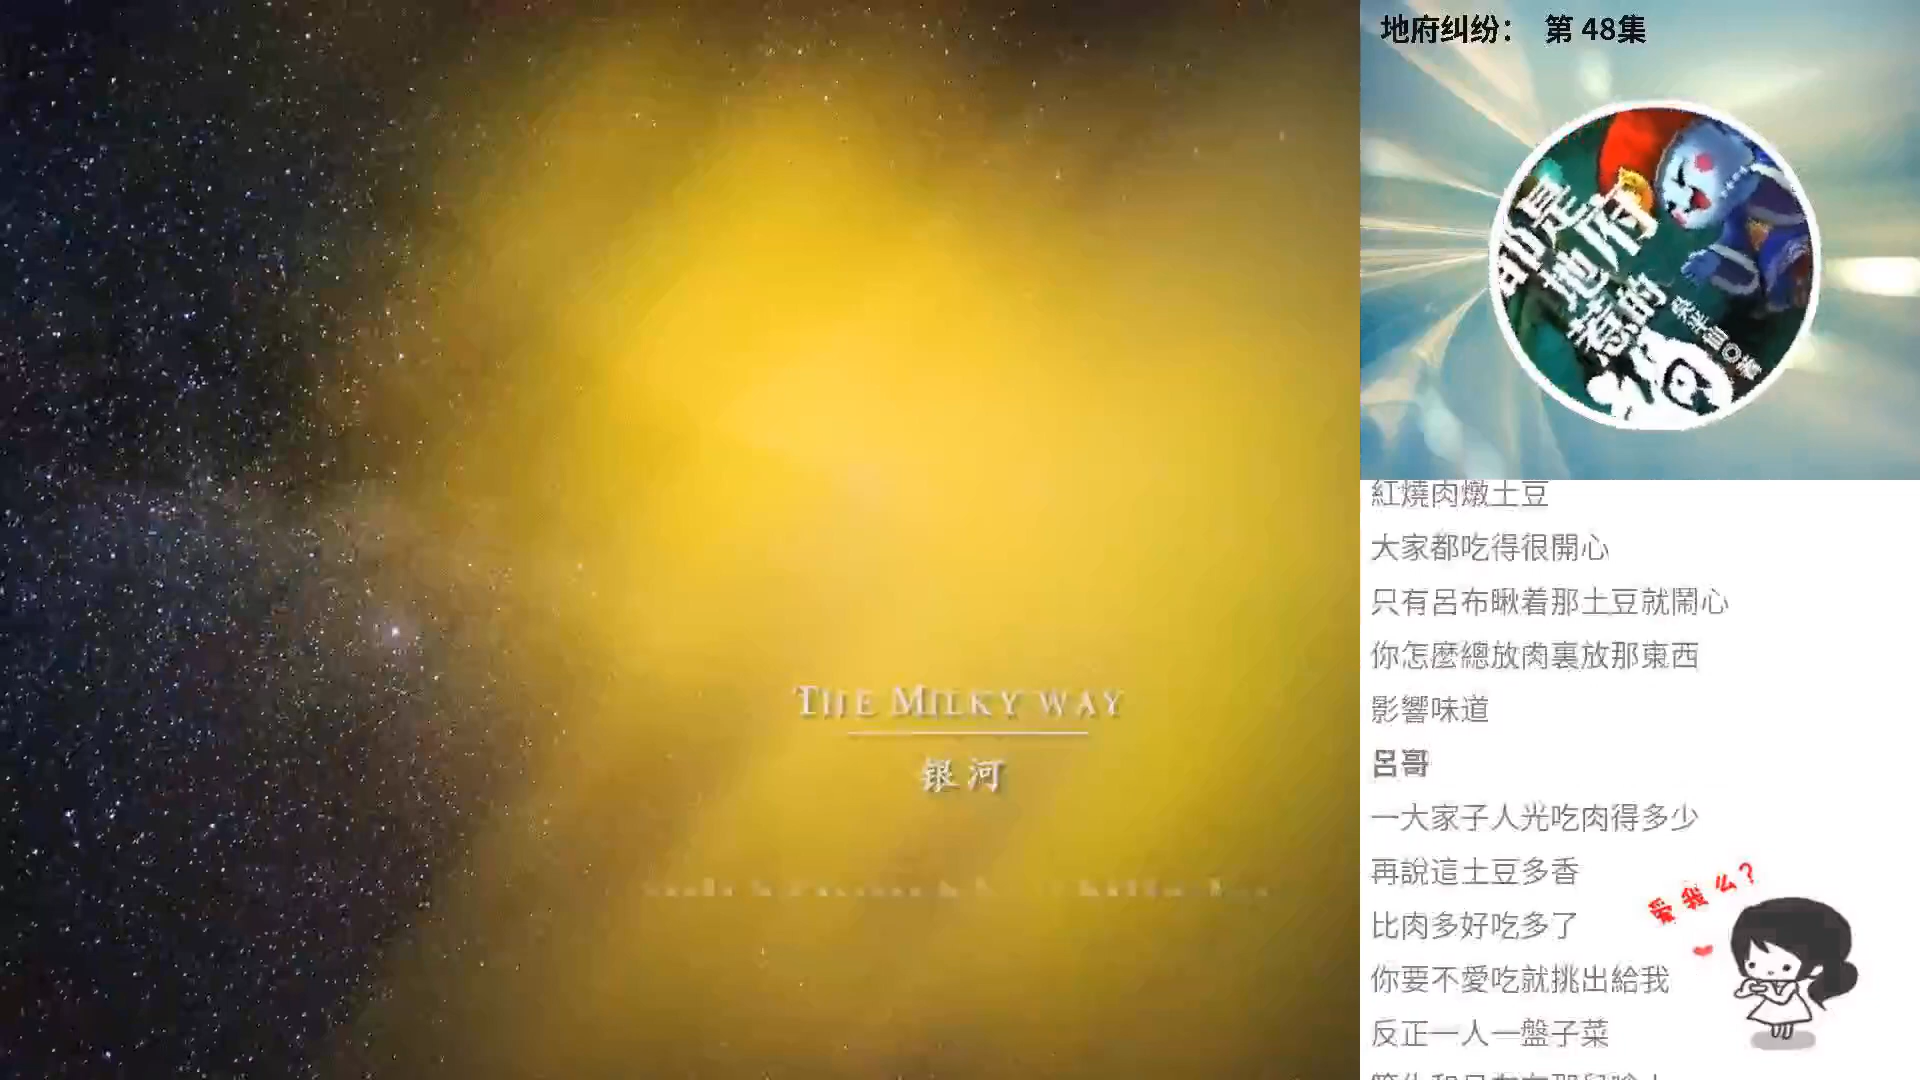 THE MILKY WAY
银河
地府纠纷： 第 48集
都是
地府
惹的
祸
紅燒肉燉土豆
大家都吃得很開心
只有呂布瞅着那土豆就鬧心
你怎麼總放肉裏放那東西
影響味道
呂哥
一大家子人光吃肉得多少
再說這土豆多香
比肉多好吃多了
你要不愛吃就挑出給我
反正一人一盤子菜
爱我么？